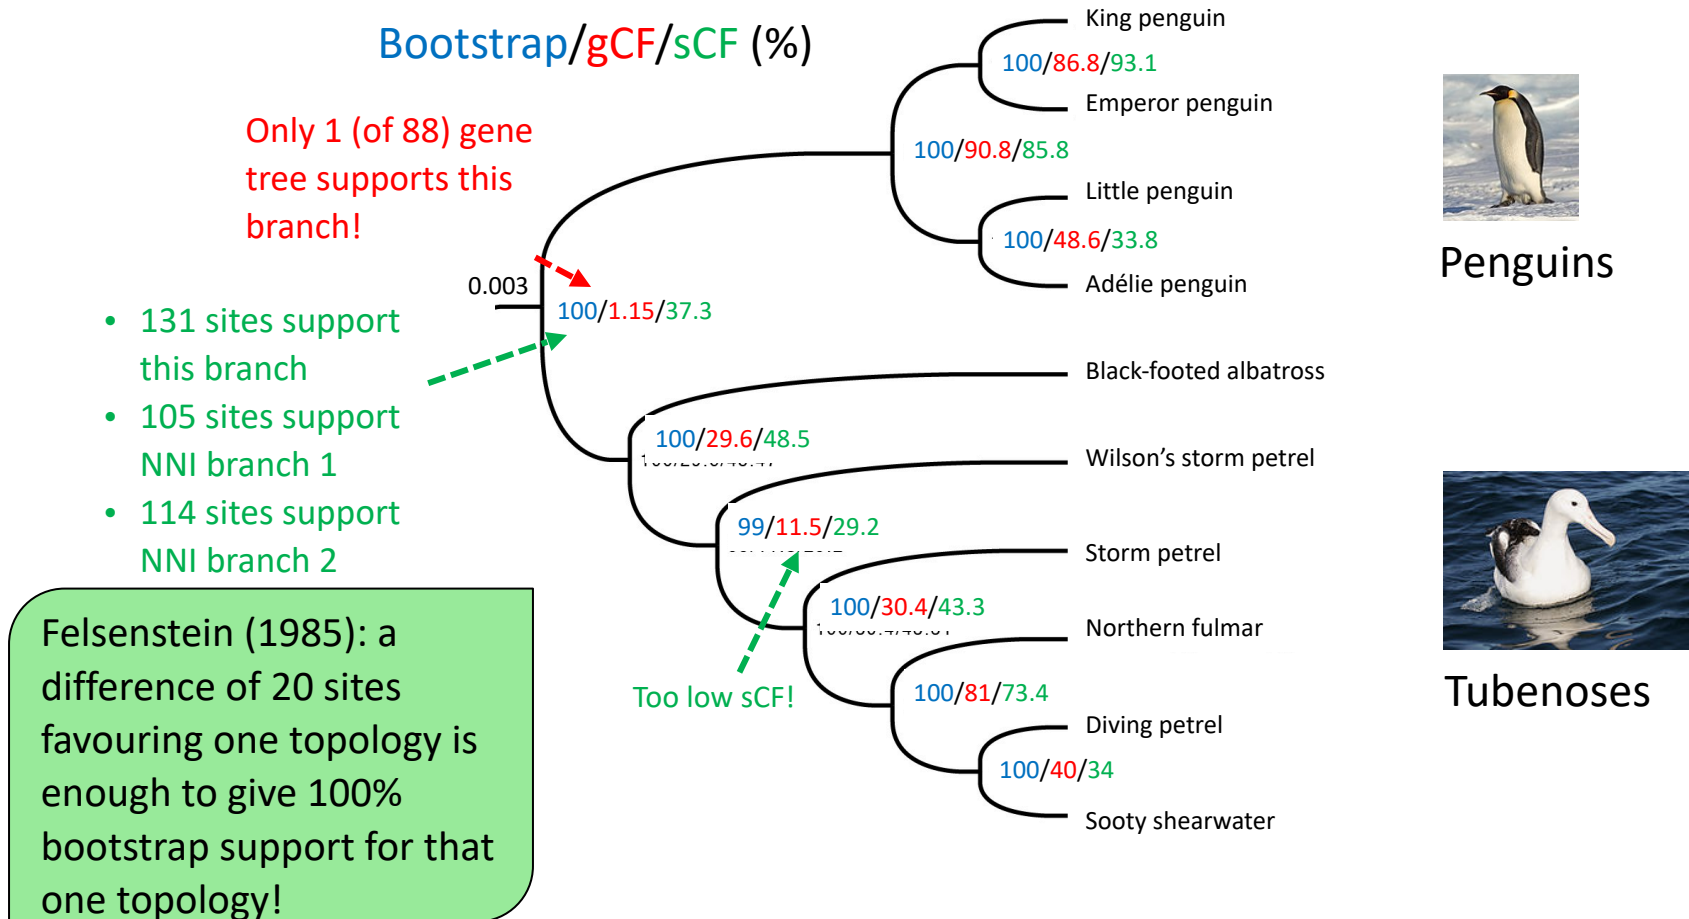 Bootstrap/gCF/sCF (%)
King penguin
100/86.8/93.1
Emperor penguin
100/90.8/85.8
Little penguin
100/48.6/33.8
Adélie penguin
Penguins
Only 1 (of 88) gene
tree supports this
branch!
0.003
100/1.15/37.3
• 131 sites support
this branch
• 105 sites support
NNI branch 1
• 114 sites support
NNI branch 2
Black-footed albatross
100/29.6/48.5
Wilson’s storm petrel
99/11.5/29.2
Storm petrel
100/30.4/43.3
Northern fulmar
Too low sCF!
100/81/73.4
Diving petrel
100/40/34
Sooty shearwater
Tubenoses
Felsenstein (1985): a
difference of 20 sites
favouring one topology is
enough to give 100%
bootstrap support for that
one topology!